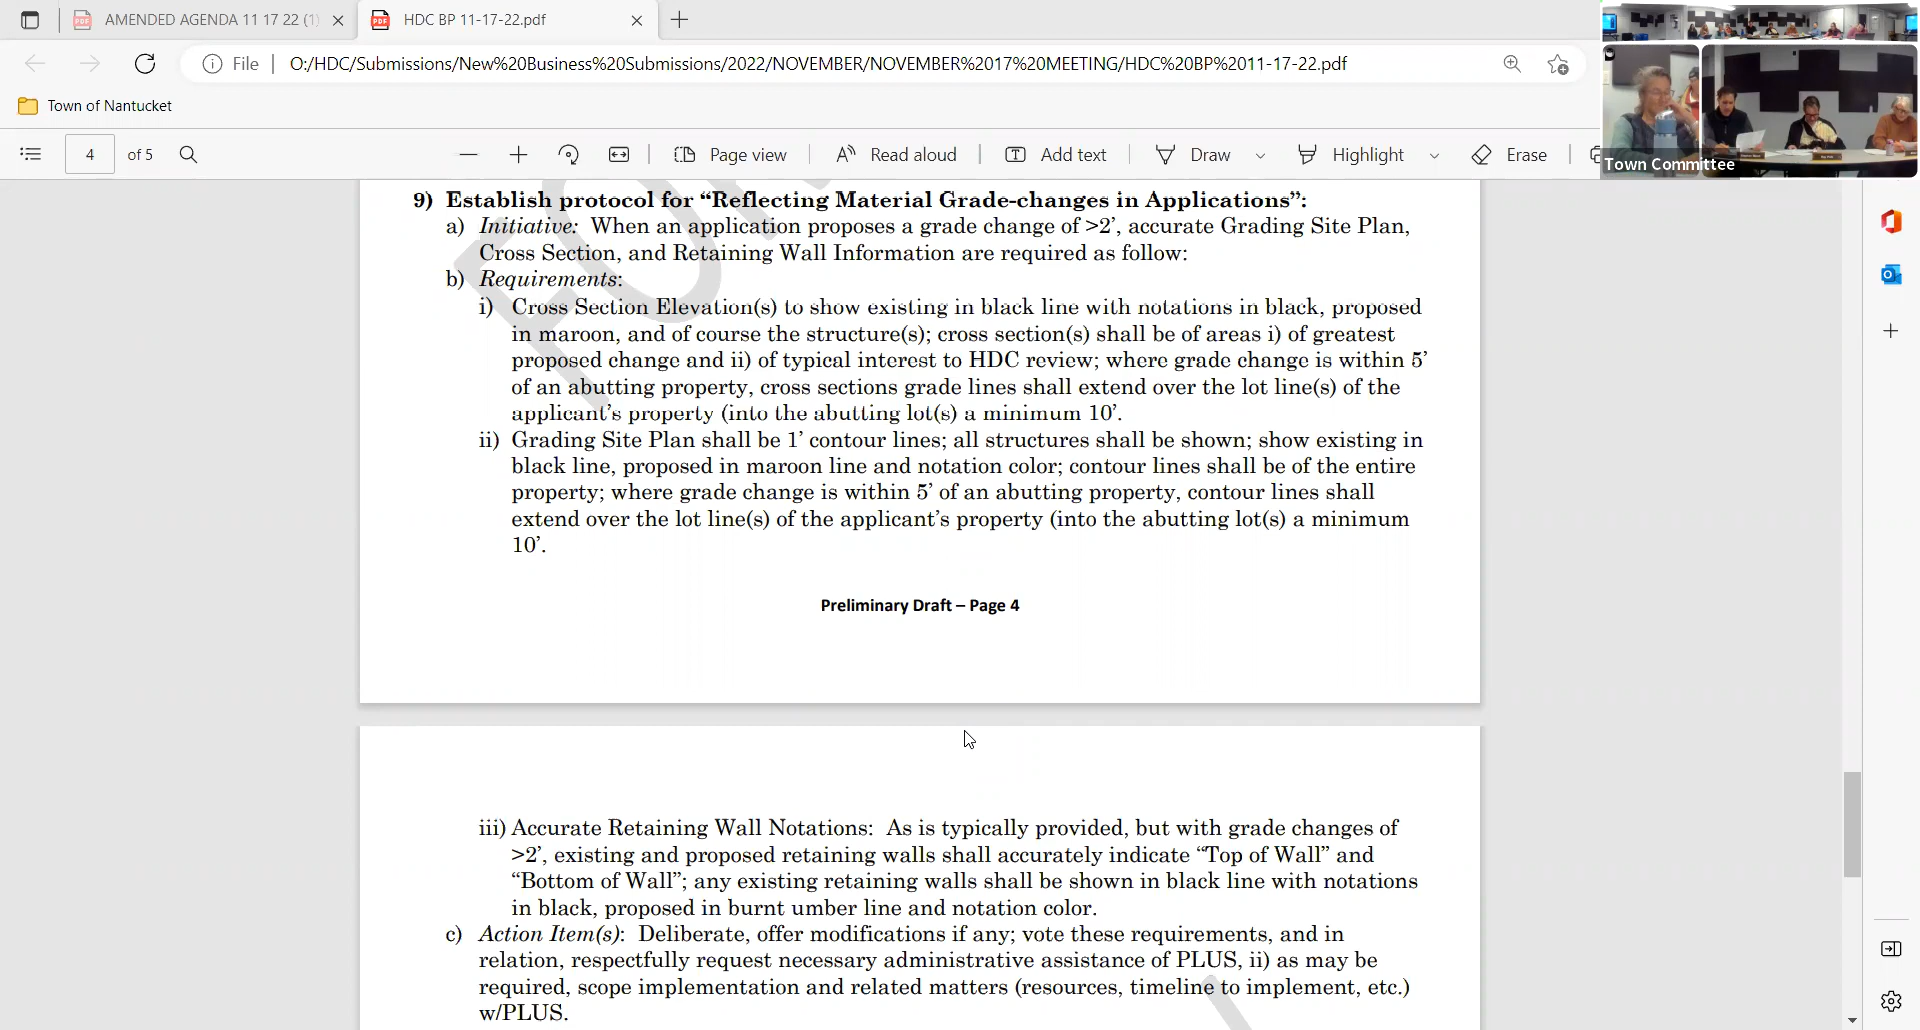 AMENDED AGENDA 11 17 22 (1)
HDC BP 11-17-22.pdf
File
O:/HDC/Submissions/New%20Business%20Submissions/2022/NOVEMBER/NOVEMBER%2017%20MEETING/HDC%20BP%2011-17-22.pdf
Town of Nantucket
4 of 5
Page view
Read aloud
Add text
Draw
Highlight
Erase
Town Committee
9) Establish protocol for “Reflecting Material Grade-changes in Applications”:
a) Initiative: When an application proposes a grade change of >2’, accurate Grading Site Plan,
Cross Section, and Retaining Wall Information are required as follow:
b) Requirements:
i) Cross Section Elevation(s) to show existing in black line with notations in black, proposed
in maroon, and of course the structure(s); cross section(s) shall be of areas i) of greatest
proposed change and ii) of typical interest to HDC review; where grade change is within 5’
of an abutting property, cross sections grade lines shall extend over the lot line(s) of the
applicant’s property (into the abutting lot(s) a minimum 10’.
ii) Grading Site Plan shall be 1’ contour lines; all structures shall be shown; show existing in
black line, proposed in maroon line and notation color; contour lines shall be of the entire
property; where grade change is within 5’ of an abutting property, contour lines shall
extend over the lot line(s) of the applicant’s property (into the abutting lot(s) a minimum
10’.
Preliminary Draft – Page 4
iii) Accurate Retaining Wall Notations: As is typically provided, but with grade changes of
>2’, existing and proposed retaining walls shall accurately indicate “Top of Wall” and
“Bottom of Wall”; any existing retaining walls shall be shown in black line with notations
in black, proposed in burnt umber line and notation color.
c) Action Item(s): Deliberate, offer modifications if any; vote these requirements, and in
relation, respectfully request necessary administrative assistance of PLUS, ii) as may be
required, scope implementation and related matters (resources, timeline to implement, etc.)
w/PLUS.